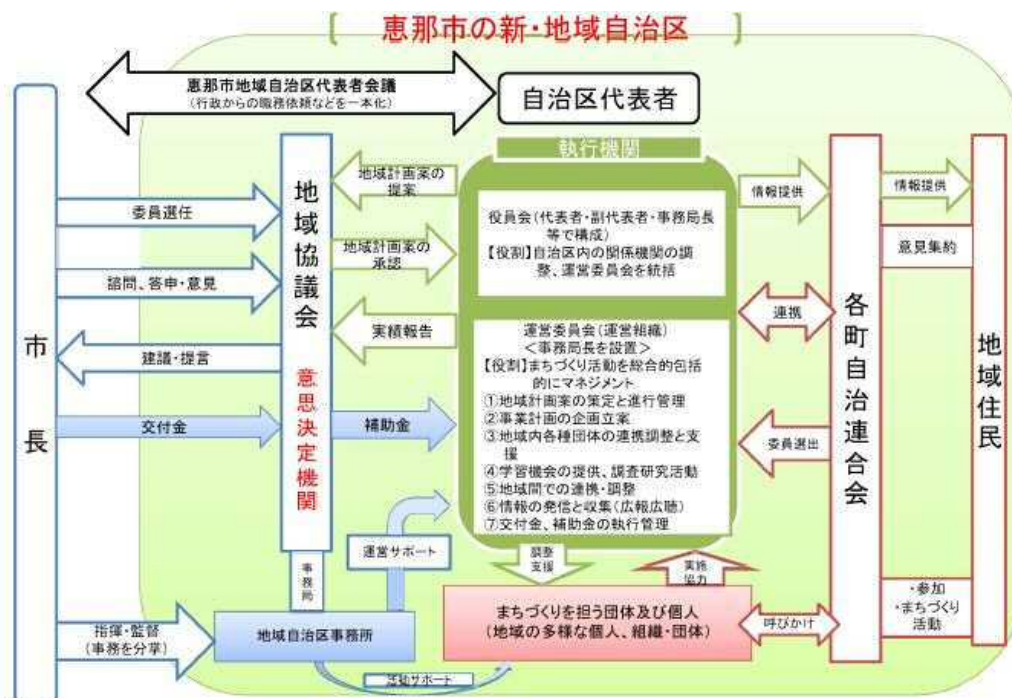 恵那市の新・地域自治区
恵那市地域自治区代表者会議
(行政からの職務依頼などを一本化)
自治区代表者
執行機関
市長
委員選任
諮問、答申・意見
建議・提言
交付金
指揮・監督
(事務を分掌)
地域協議会
意思決定機関
事務局
地域自治区事務所
地域計画案の
提案
地域計画案の
承認
実績報告
補助金
運営サポート
活動サポート
役員会(代表者・副代表者・事務局長
等で構成)
【役割】自治区内の関係機関の調
整、運営委員会を統括
運営委員会(運営組織)
<事務局長を設置>
【役割】まちづくり活動を総合的包括
的にマネジメント
①地域計画案の策定と進行管理
②事業計画の企画立案
③地域内各種団体の連携調整と支
援
④学習機会の提供、調査研究活動
⑤地域間での連携・調整
⑥情報の発信と収集(広報広聴)
⑦交付金、補助金の執行管理
調整
支援
実施
協力
まちづくりを担う団体及び個人
(地域の多様な個人、組織・団体)
情報提供
連携
委員選出
呼びかけ
各町自治連合会
情報提供
意見集約
・参加
・まちづくり
活動
地域住民